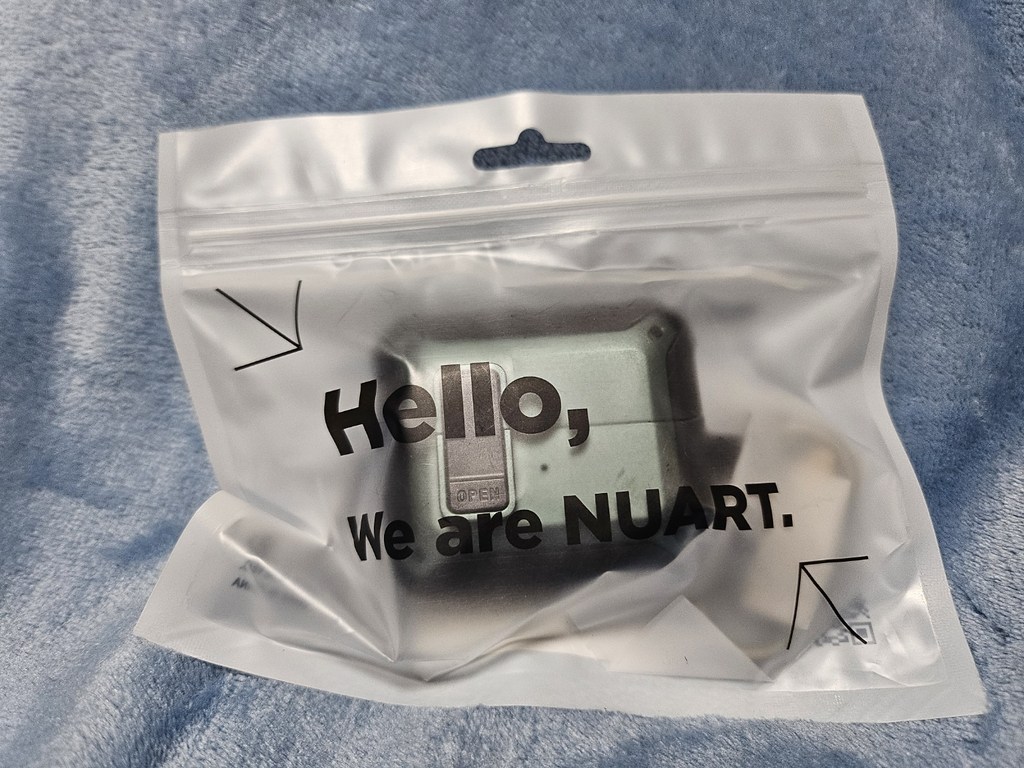 Hello,
OPEN
We are NUART.